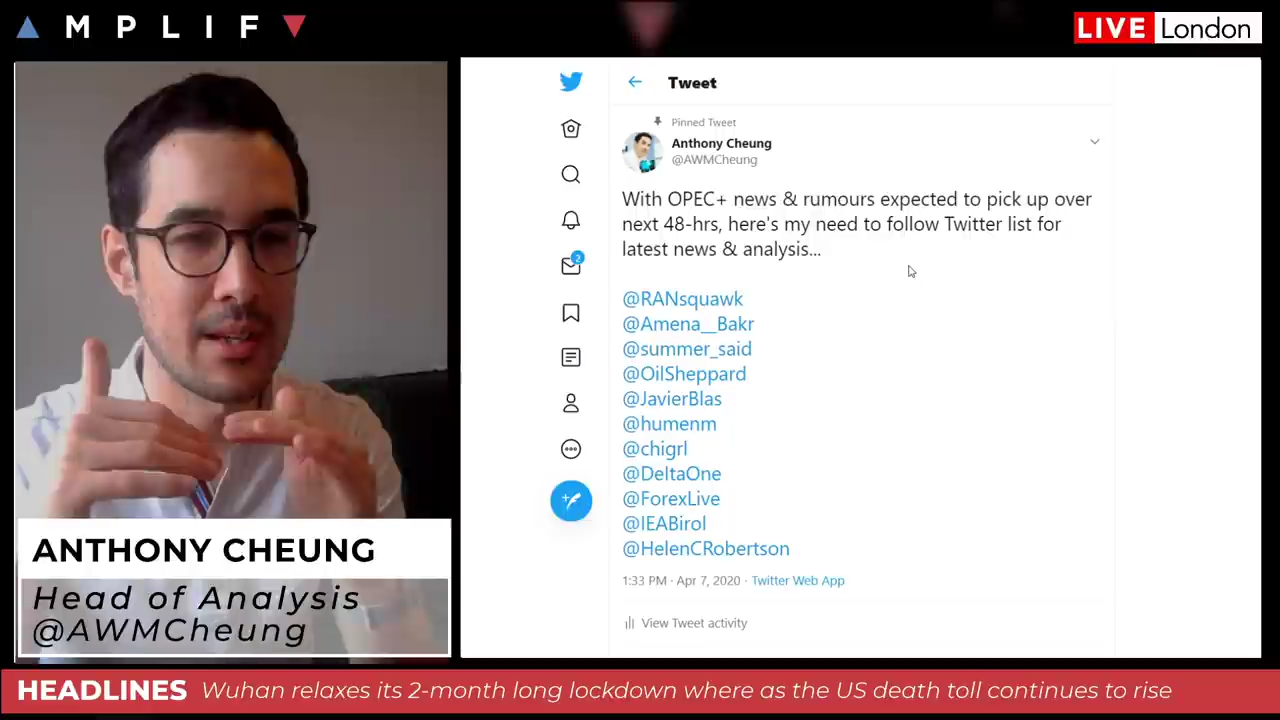 MPLIF
LIVE London
Tweet
Pinned Tweet
Anthony Cheung
@AWMCheung
With OPEC+ news & rumours expected to pick up over
next 48-hrs, here's my need to follow Twitter list for
latest news & analysis...
@RANsquawk
@Amena__Bakr
@summer_said
@OilSheppard
@JavierBlas
@humenm
@chigrl
@DeltaOne
@ForexLive
@IEABirol
@HelenCRobertson
1:33 PM · Apr 7, 2020 · Twitter Web App
View Tweet activity
2
ANTHONY CHEUNG
Head of Analysis
@AWMCheung
HEADLINES Wuhan relaxes its 2-month long lockdown where as the US death toll continues to rise